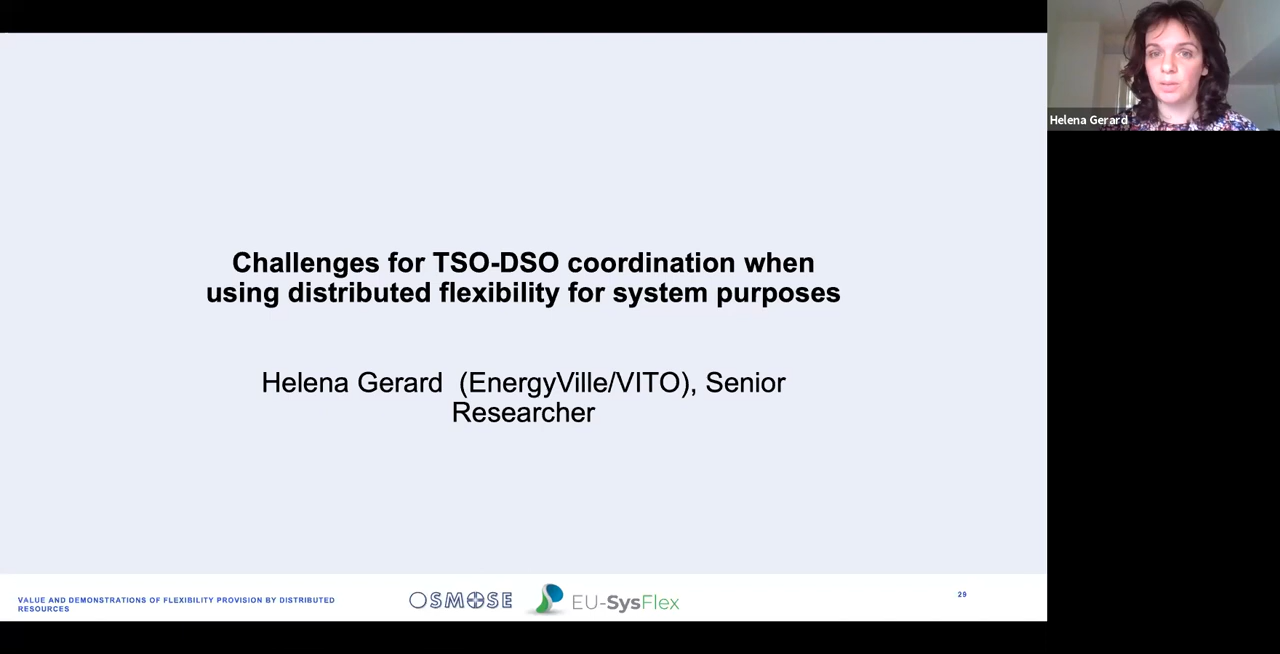 Helena Gerard
Challenges for TSO-DSO coordination when
using distributed flexibility for system purposes
Helena Gerard (EnergyVille/VITO), Senior
Researcher
VALUE AND DEMONSTRATIONS OF FLEXIBILITY PROVISION BY DISTRIBUTED
RESOURCES
OSMOSE
EU-SysFlex
29